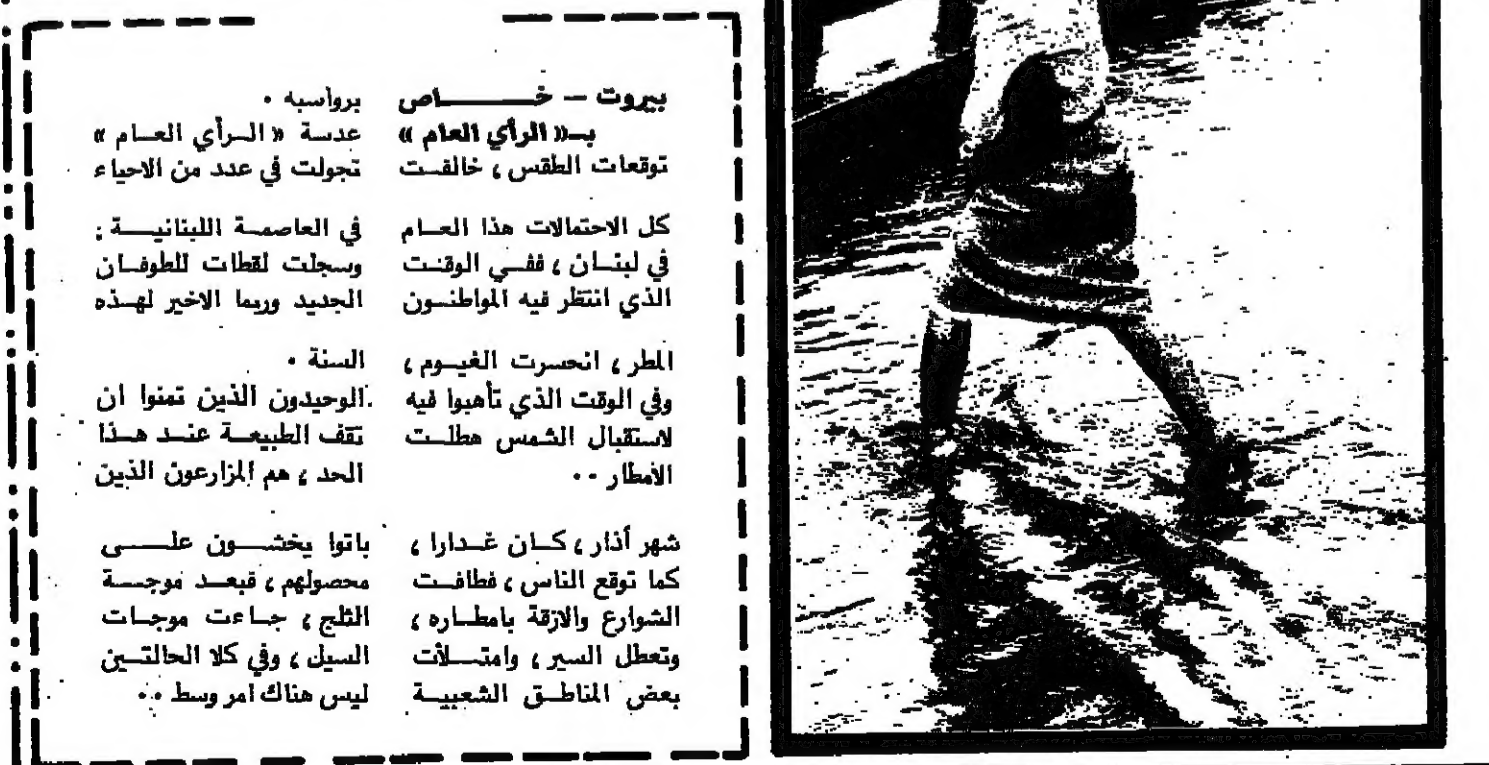 بيروت – خـــــاص
بـ«الرأي العام»
توقعات الطقس ، خالفـت
كل الاحتمالات هذا العـام
في لبنـان ، ففـي الوقـت
الذي انتظر فيه المواطنـون
المطر ، انحسرت الغيـوم ،
وفي الوقت الذي تأهبوا فيه
لاستقبال الشمس هطلـت
الأمطار ..
شهر أذار ، كـان غـدارا ،
كما توقع الناس ، فطافـت
الشوارع والازقة بامطـاره ،
وتعطل السير ، وامتـلأت
بعض المناطـق الشعبيـة
برواسبه .
عدسة «الـرأي العـام»
تجولت في عدد من الاحياء
في العاصمـة اللبنانيـة :
وسجلت لقطات للطوفـان
الجديد وربما الاخير لهـذه
السنة .
الوحيدون الذين تمنوا ان
تقف الطبيعـة عنـد هـذا
الحد ، هم المزارعون الذين
باتوا يخشـون علـى
محصولهم ، فبعـد موجـة
الثلج ، جـاءت موجـات
السيل ، وفي كلا الحالتـين
ليس هناك امر وسط ..